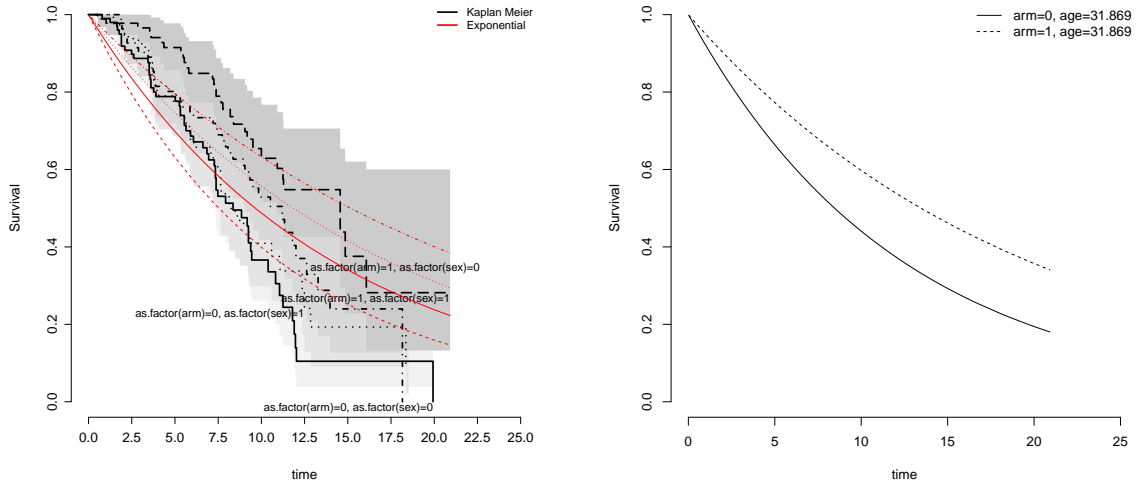 Kaplan Meier
Exponential
Survival
1.0
0.8
0.6
0.4
0.2
0.0
as.factor(arm)=1, as.factor(sex)=0
as.factor(arm)=1, as.factor(sex)=1
as.factor(arm)=0, as.factor(sex)=1
as.factor(arm)=0, as.factor(sex)=0
0.0 2.5 5.0 7.5 10.0 12.5 15.0 17.5 20.0 22.5 25.0
time
arm=0, age=31.869
arm=1, age=31.869
Survival
1.0
0.8
0.6
0.4
0.2
0.0
0 5 10 15 20 25
time